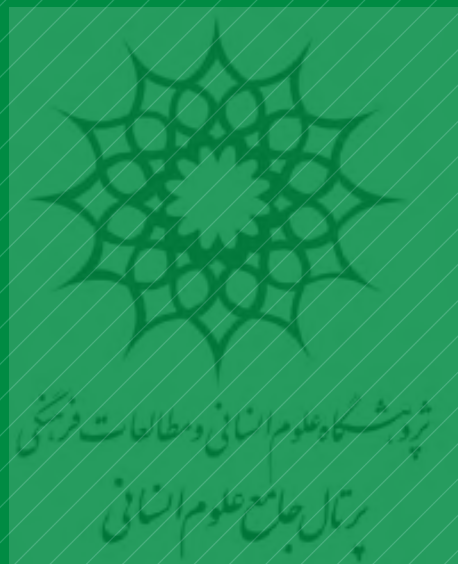 پژوهشگاه علوم انسانی و مطالعات فرهنگی
پرتال جامع علوم انسانی